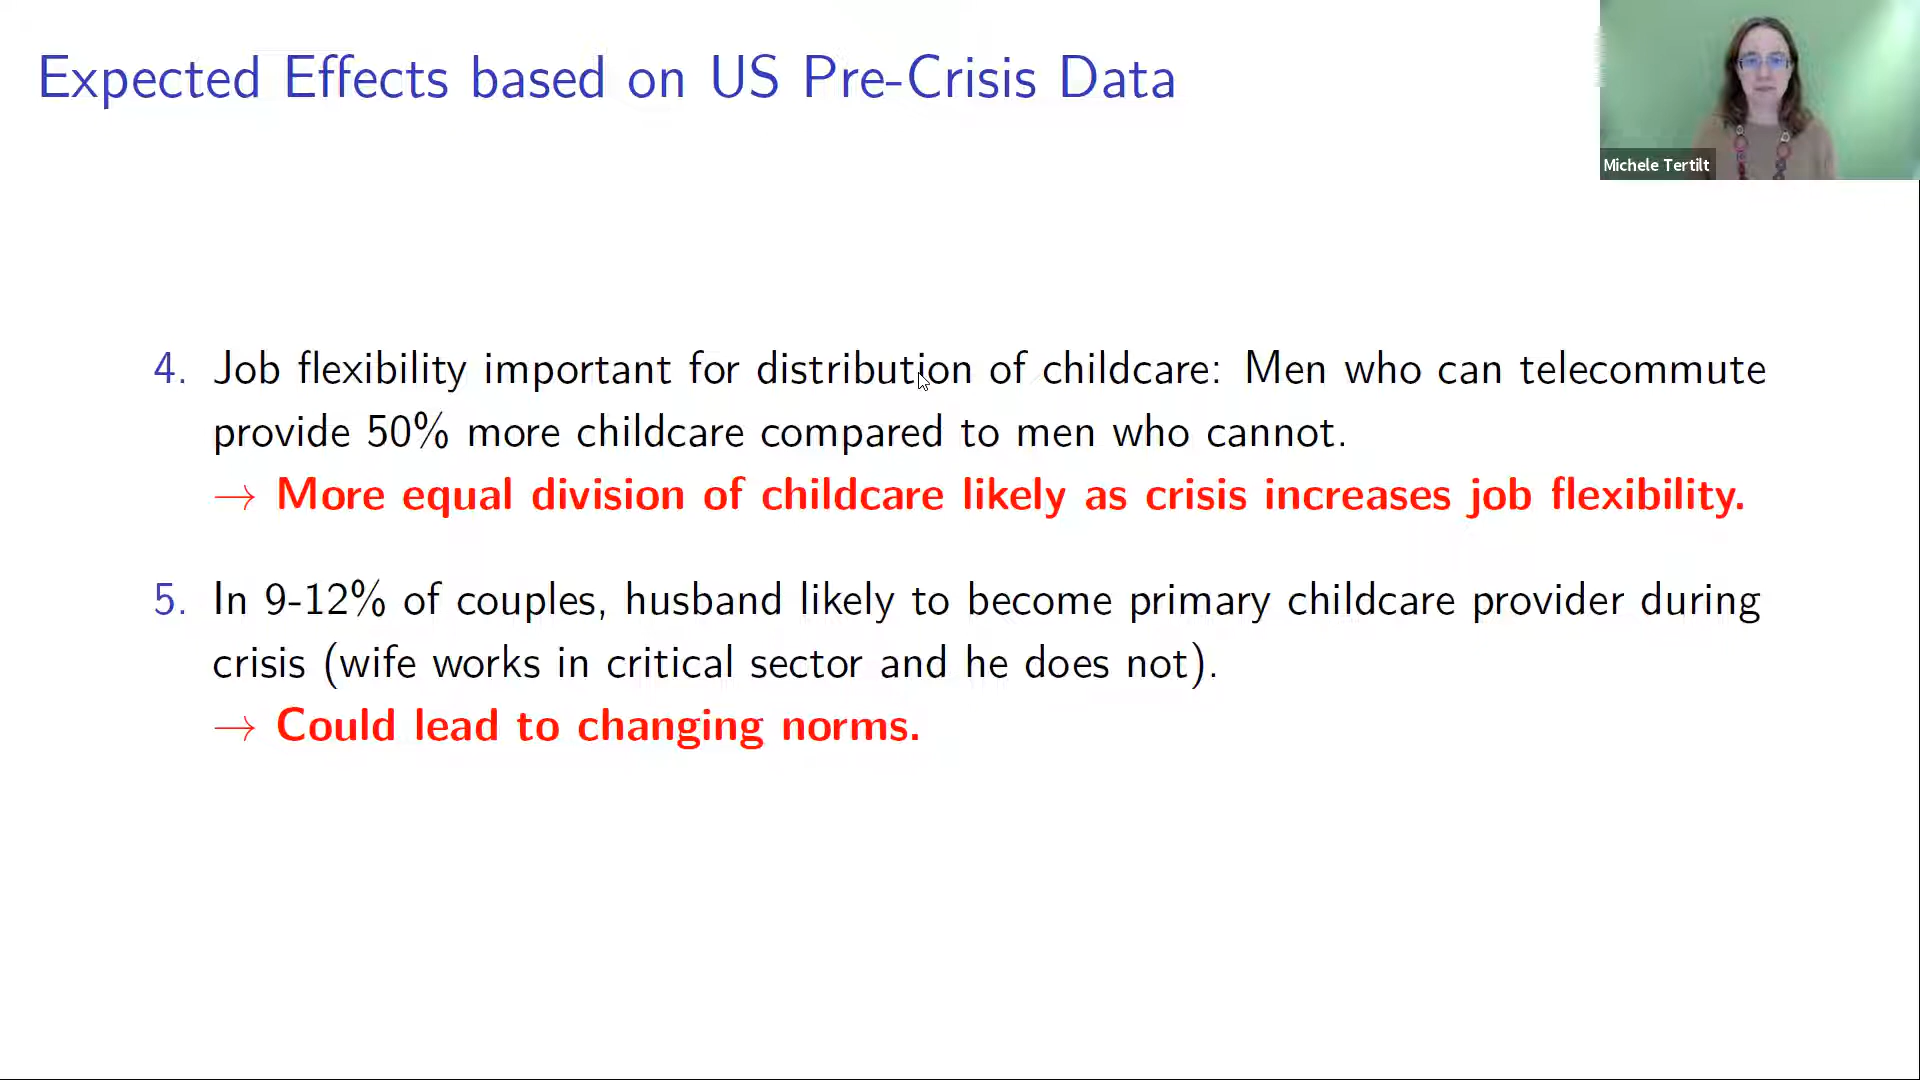 Expected Effects based on US Pre-Crisis Data
Michele Tertilt
4. Job flexibility important for distribution of childcare: Men who can telecommute
provide 50% more childcare compared to men who cannot.
→ More equal division of childcare likely as crisis increases job flexibility.
5. In 9-12% of couples, husband likely to become primary childcare provider during
crisis (wife works in critical sector and he does not).
→ Could lead to changing norms.